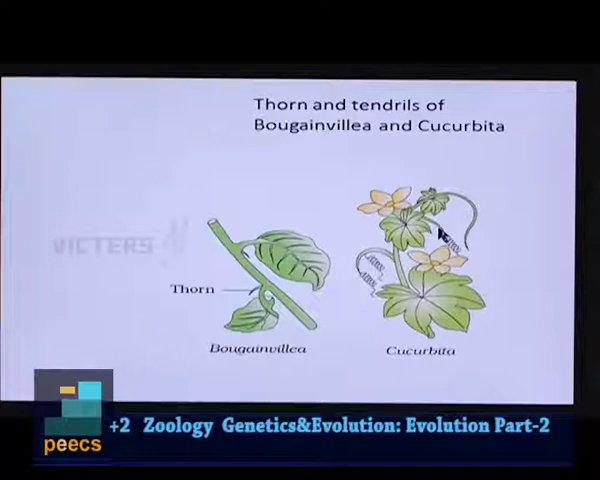 Thorn and tendrils of
Bougainvillea and Cucurbita
VICTERS
Thorn
Bougainvillea
Cucurbita
+2 Zoology Genetics&Evolution: Evolution Part-2
peecs